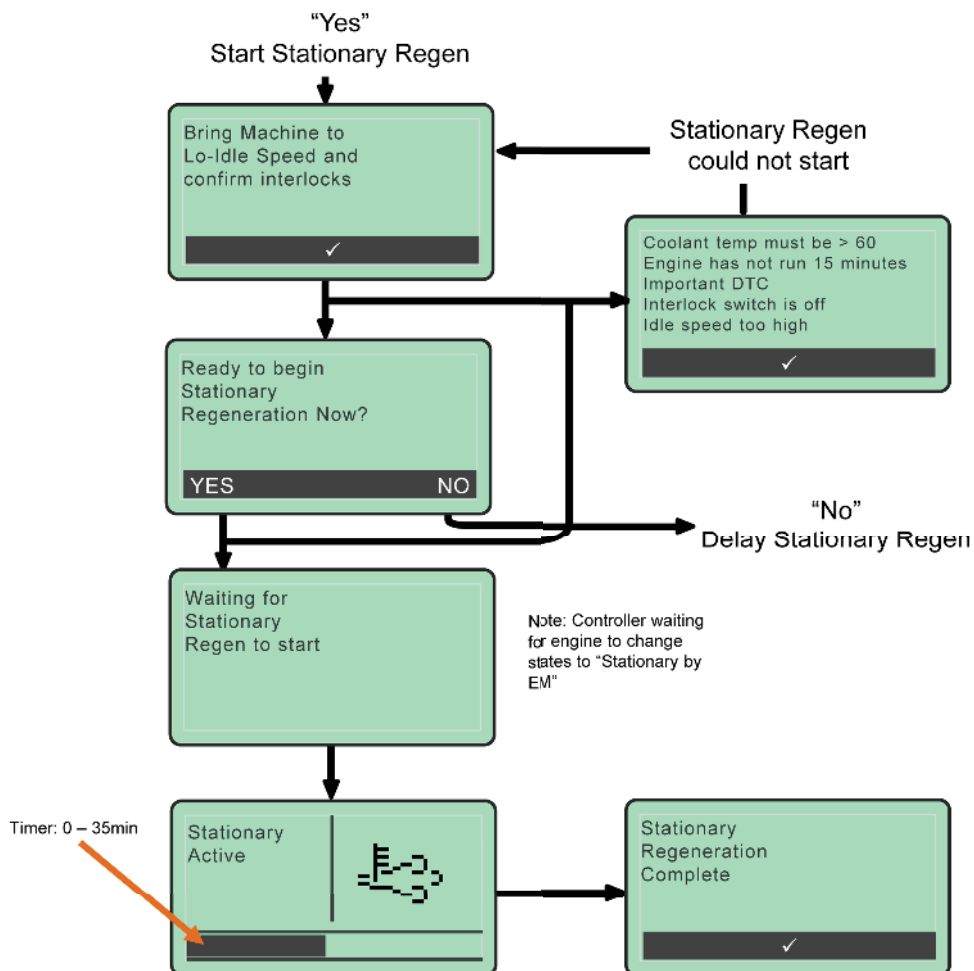 “Yes”
Start Stationary Regen
Bring Machine to
Lo-Idle Speed and
confirm interlocks
✓
Stationary Regen
could not start
Coolant temp must be > 60
Engine has not run 15 minutes
Important DTC
Interlock switch is off
Idle speed too high
✓
Ready to begin
Stationary
Regeneration Now?
YES NO
“No”
Delay Stationary Regen
Waiting for
Stationary
Regen to start
Note: Controller waiting
for engine to change
states to “Stationary by
EM”
Timer: 0 – 35min
Stationary
Active
Stationary
Regeneration
Complete
✓